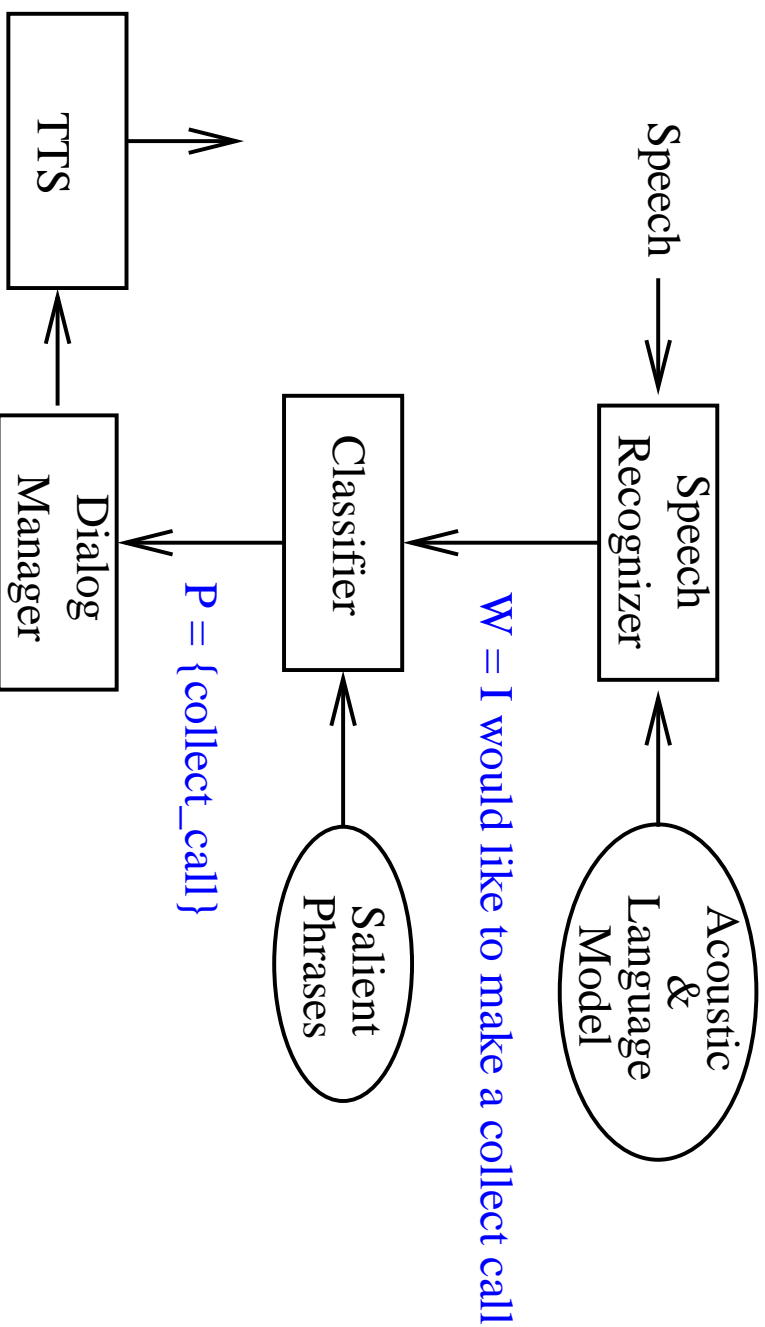 Speech
Speech
Recognizer
Acoustic
&
Language
Model
W = I would like to make a collect call
Classifier
Salient
Phrases
P = {collect_call}
TTS
Dialog
Manager